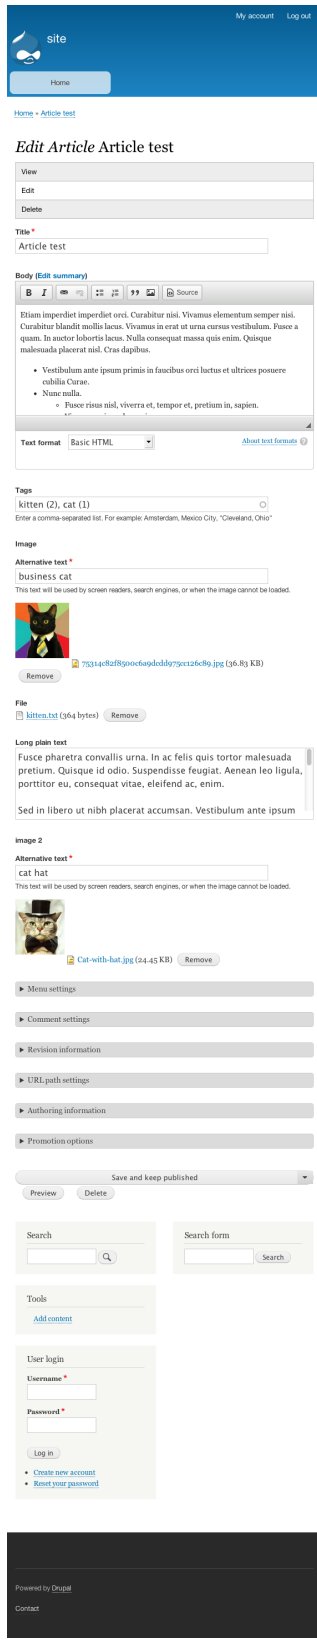 My account Log out
site
Home
Home » Article test
Edit Article Article test
View
Edit
Delete
Title *
Article test
Body (Edit summary)
B I Source
Etiam imperdiet imperdiet orci. Curabitur nisi. Vivamus elementum semper nisi.
Curabitur blandit mollis lacus. Vivamus in erat ut urna cursus vestibulum. Fusce a
quam. In auctor lobortis lacus. Nulla consequat massa quis enim. Quisque
malesuada placerat nisl. Cras dapibus.
• Vestibulum ante ipsum primis in faucibus orci luctus et ultrices posuere
cubilia Curae.
• Nunc nulla.
◦ Fusce risus nisl, viverra et, tempor et, pretium in, sapien.
Text format Basic HTML About text formats ?
Tags
kitten (2), cat (1)
Enter a comma-separated list. For example: Amsterdam, Mexico City, "Cleveland, Ohio"
Image
Alternative text *
business cat
This text will be used by screen readers, search engines, or when the image cannot be loaded.
75314c82f8500c6a9dcdd975cc126c89.jpg (36.83 KB)
Remove
File
kitten.txt (364 bytes) Remove
Long plain text
Fusce pharetra convallis urna. In ac felis quis tortor malesuada
pretium. Quisque id odio. Suspendisse feugiat. Aenean leo ligula,
porttitor eu, consequat vitae, eleifend ac, enim.
Sed in libero ut nibh placerat accumsan. Vestibulum ante ipsum
image 2
Alternative text *
cat hat
This text will be used by screen readers, search engines, or when the image cannot be loaded.
Cat-with-hat.jpg (24.45 KB) Remove
► Menu settings
► Comment settings
► Revision information
► URL path settings
► Authoring information
► Promotion options
Save and keep published
Preview Delete
Search
Search form
Search
Tools
Add content
User login
Username *
Password *
Log in
• Create new account
• Reset your password
Powered by Drupal
Contact